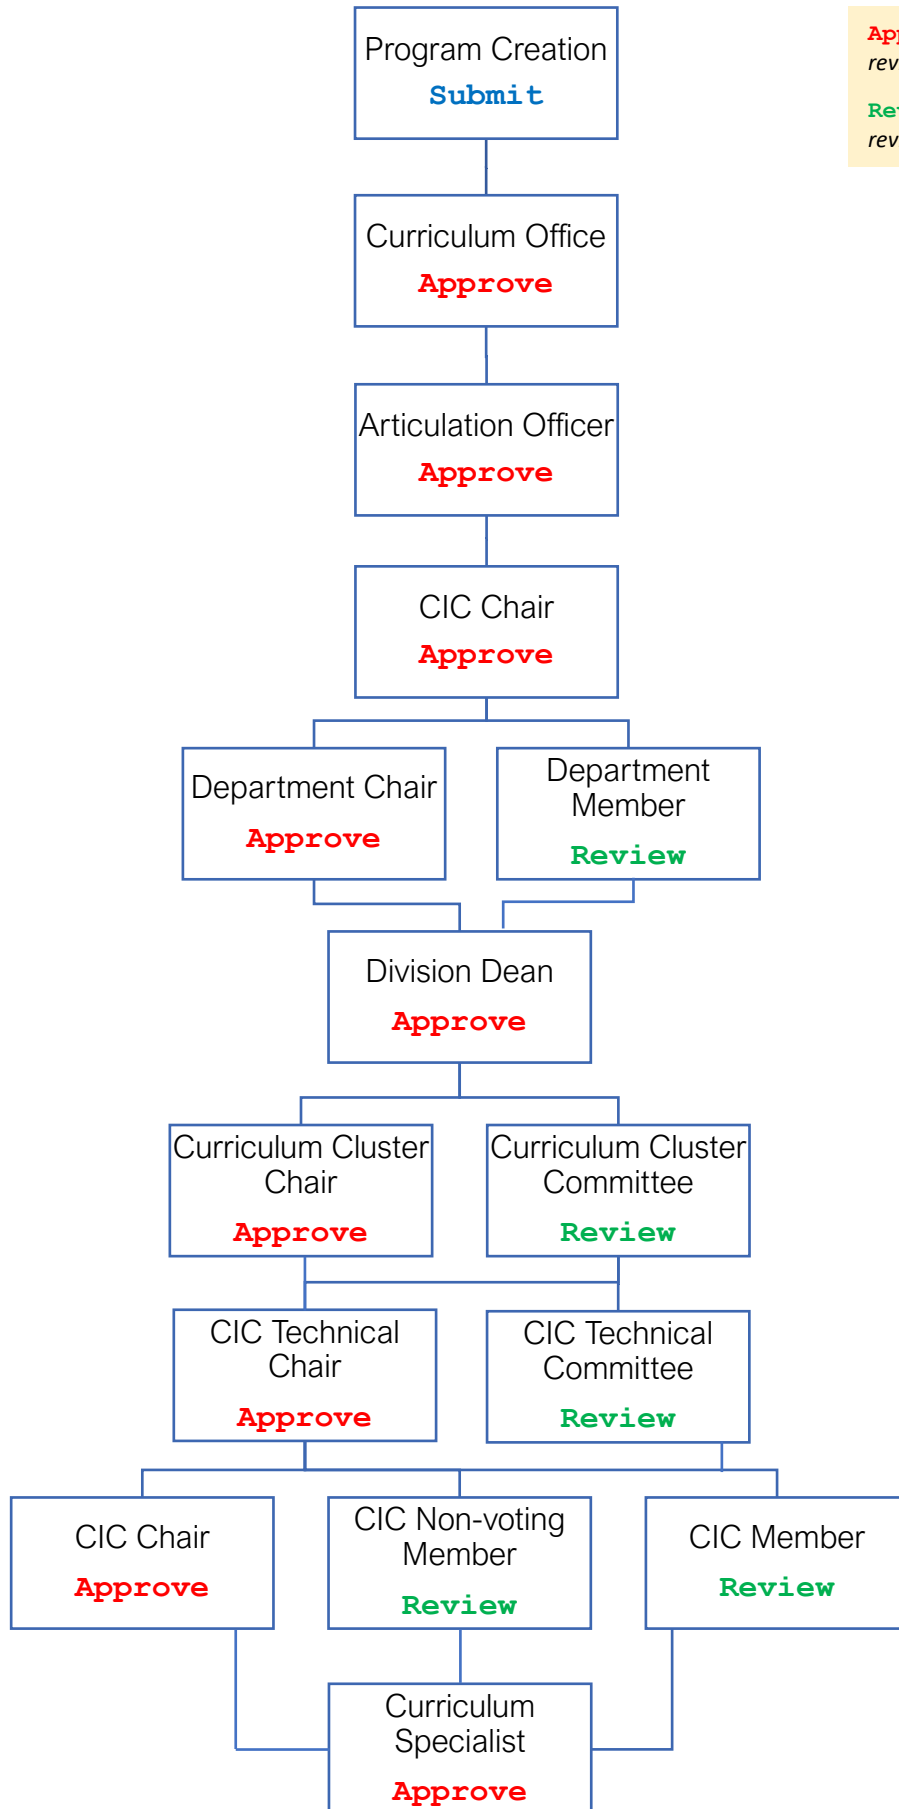 Program Creation
Submit
Curriculum Office
Approve
Articulation Officer
Approve
CIC Chair
Approve
Department Chair
Approve
Department
Member
Review
Division Dean
Approve
Curriculum Cluster
Chair
Approve
Curriculum Cluster
Committee
Review
CIC Technical
Chair
Approve
CIC Technical
Committee
Review
CIC Chair
Approve
CIC Non-voting
Member
Review
CIC Member
Review
Curriculum
Specialist
Approve